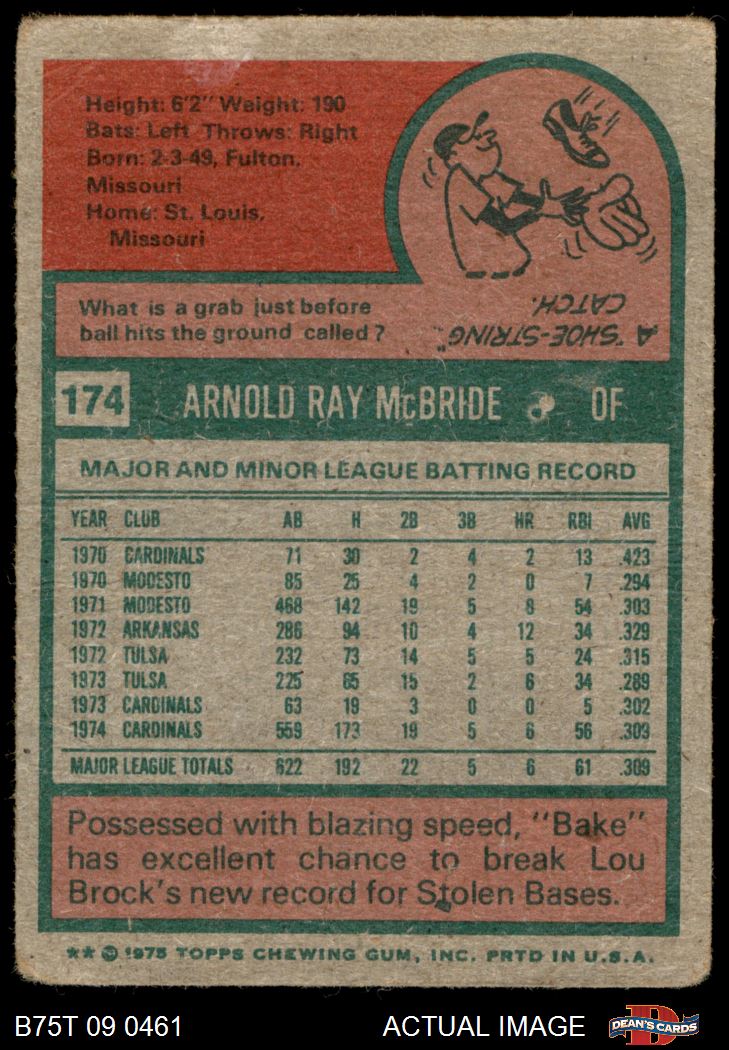 Height: 6'2" Weight: 190
Bats: Left Throws: Right
Born: 2-3-49, Fulton,
Missouri
Home: St. Louis,
Missouri
What is a grab just before
ball hits the ground called?
A "SHOE-STRING"
CATCH.
174 ARNOLD RAY McBRIDE OF
MAJOR AND MINOR LEAGUE BATTING RECORD
YEAR CLUB AB H 2B 3B HR RBI AVG
1970 CARDINALS 71 30 2 4 2 13 .423
1970 MODESTO 85 25 4 2 0 7 .294
1971 MODESTO 468 142 19 5 8 54 .303
1972 ARKANSAS 286 94 10 4 12 34 .329
1972 TULSA 232 73 14 5 5 24 .315
1973 TULSA 225 65 15 2 6 34 .289
1973 CARDINALS 63 19 3 0 0 5 .302
1974 CARDINALS 559 173 19 5 6 56 .309
MAJOR LEAGUE TOTALS 622 192 22 5 6 61 .309
Possessed with blazing speed, "Bake"
has excellent chance to break Lou
Brock's new record for Stolen Bases.
** © 1975 TOPPS CHEWING GUM, INC. PRTD IN U.S.A.
B75T 09 0461 ACTUAL IMAGE DEAN'S CARDS